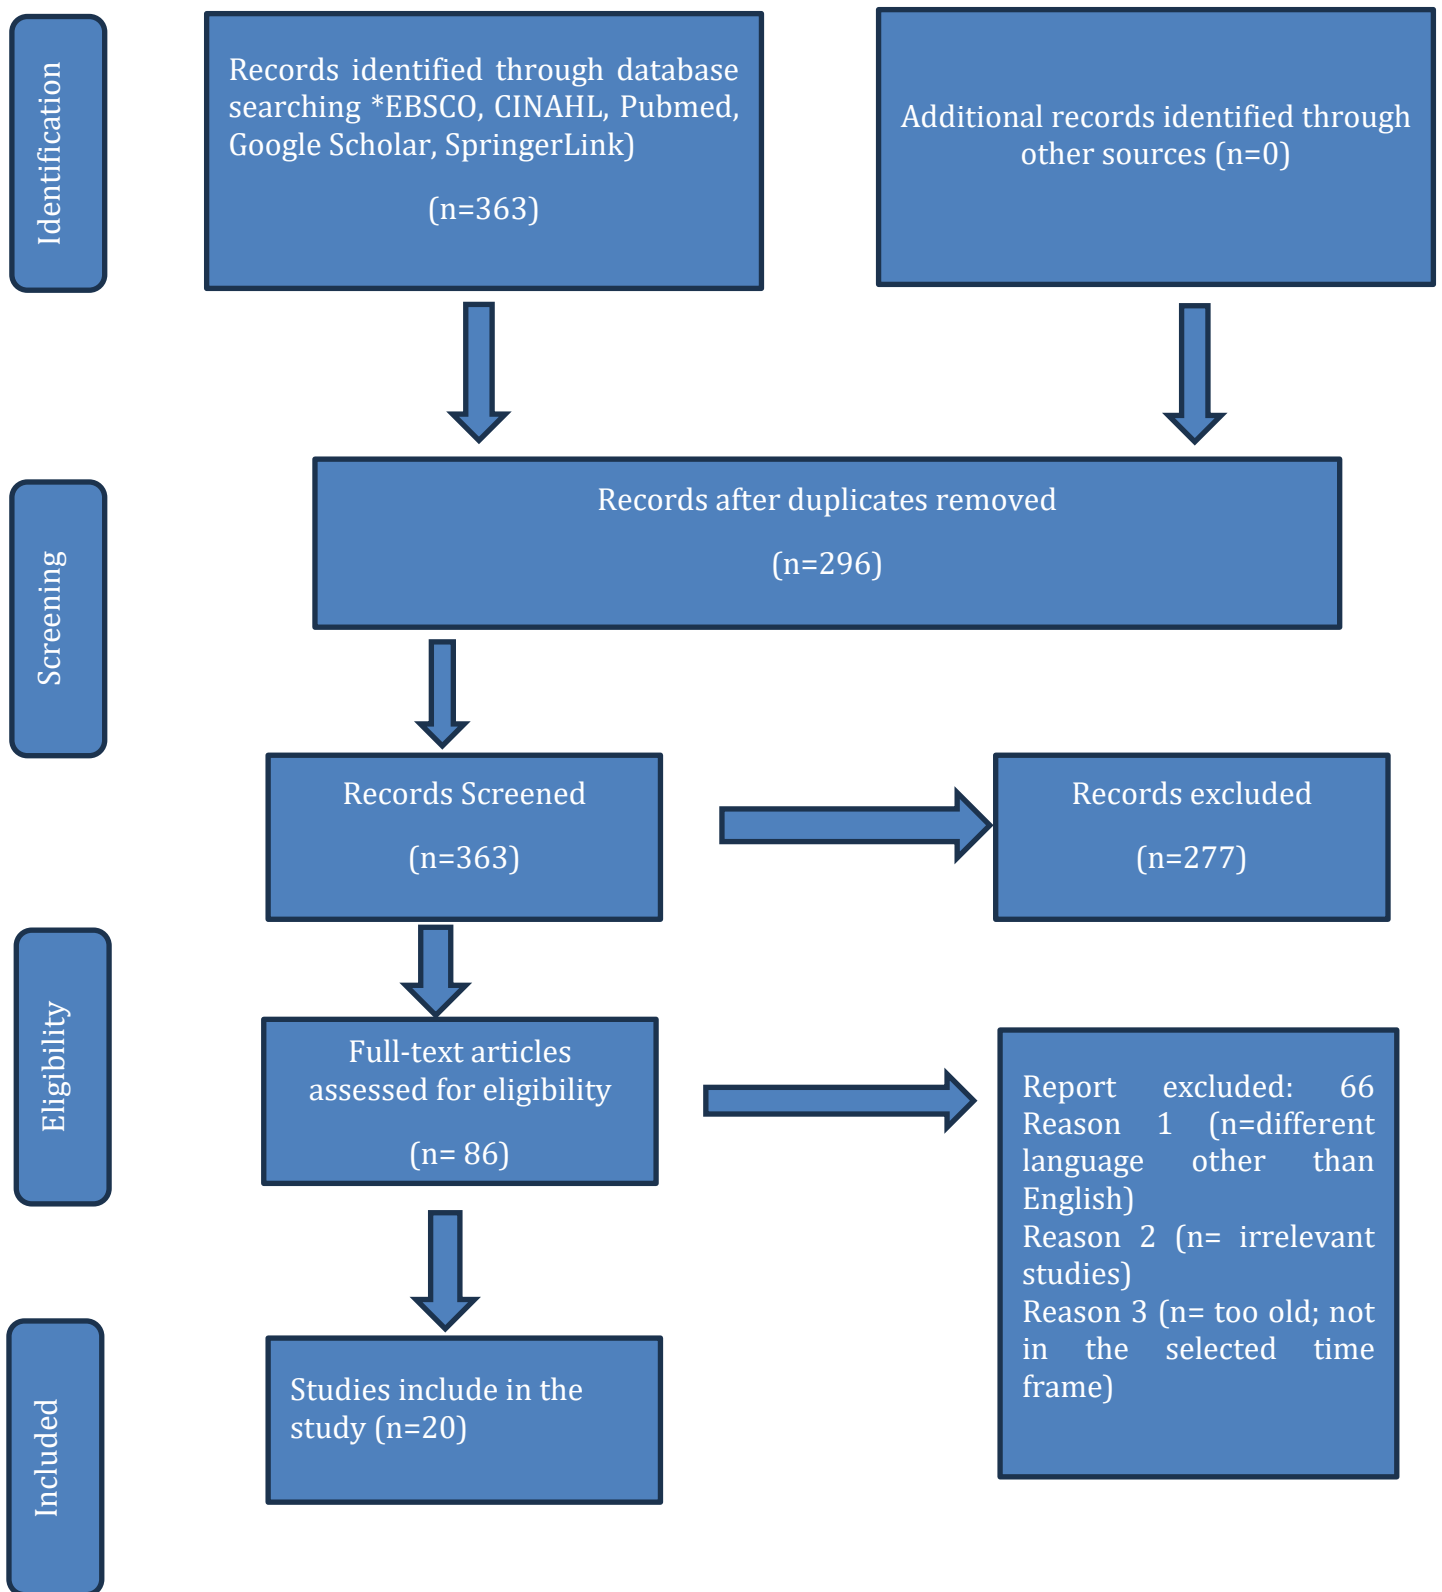 Identification
Records identified through database
searching *EBSCO, CINAHL, Pubmed,
Google Scholar, SpringerLink)
(n=363)
Additional records identified through
other sources (n=0)
Screening
Records after duplicates removed
(n=296)
Records Screened
(n=363)
Records excluded
(n=277)
Eligibility
Full-text articles
assessed for eligibility
(n= 86)
Report excluded: 66
Reason 1 (n=different
language other than
English)
Reason 2 (n= irrelevant
studies)
Reason 3 (n= too old; not
in the selected time
frame)
Included
Studies include in the
study (n=20)